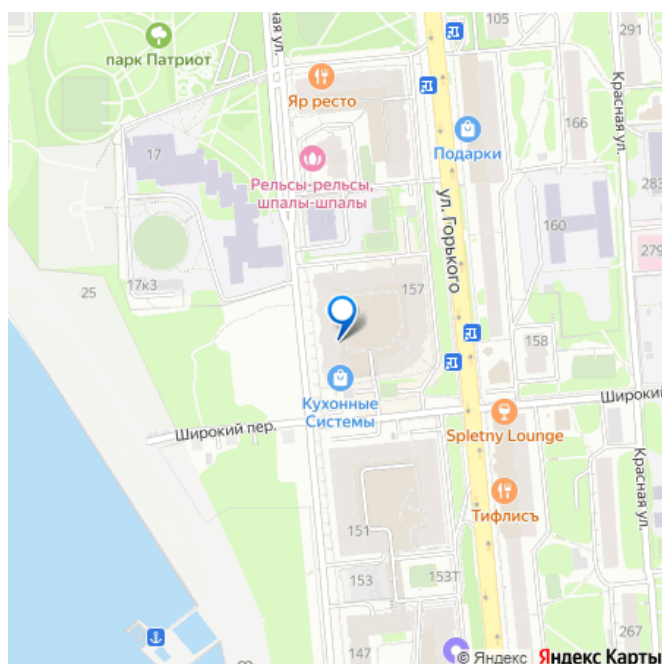 парк Патриот
ная ул.
105
291
Яр ресто
Подарки
166
Красная ул.
17
Рельсы-рельсы,
шпалы-шпалы
ул. Горького
283
160
279
25
17к3
157
158
Кухонные
Системы
Широкий пер.
Широкий
Spletny Lounge
Тифлисъ
Красная ул.
151
153
153Т
147
267
© Яндекс Яндекс Карты